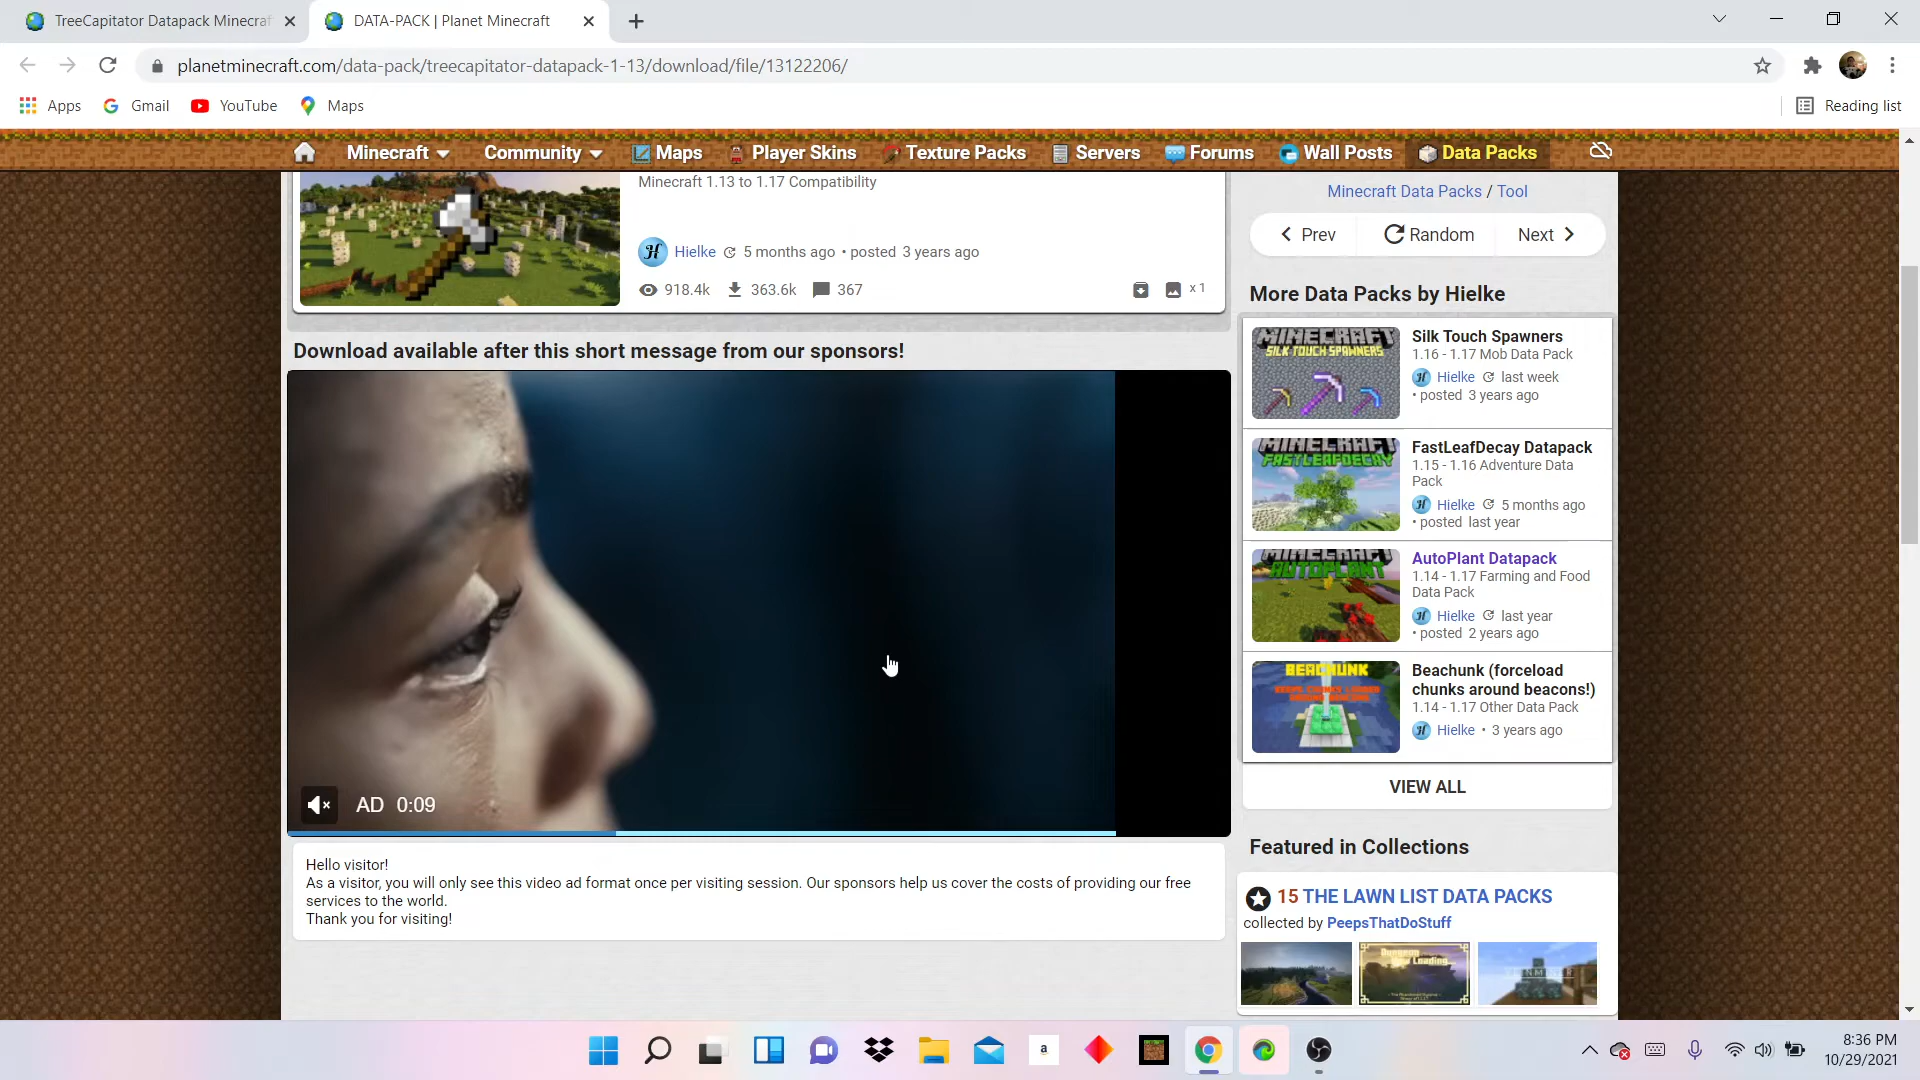 TreeCapitator Datapack Minecraf
DATA-PACK | Planet Minecraft
planetminecraft.com/data-pack/treecapitator-datapack-1-13/download/file/13122206/
Apps
Gmail
YouTube
Maps
Reading list
Minecraft
Community
Maps
Player Skins
Texture Packs
Servers
Forums
Wall Posts
Data Packs
Minecraft 1.13 to 1.17 Compatibility
Hielke 5 months ago • posted 3 years ago
918.4k 363.6k 367
x 1
Download available after this short message from our sponsors!
AD 0:09
Hello visitor!
As a visitor, you will only see this video ad format once per visiting session. Our sponsors help us cover the costs of providing our free
services to the world.
Thank you for visiting!
Minecraft Data Packs / Tool
Prev
Random
Next
More Data Packs by Hielke
MINECRAFT
SILK TOUCH SPAWNERS
Silk Touch Spawners
1.16 - 1.17 Mob Data Pack
Hielke last week
• posted 3 years ago
MINECRAFT
FASTLEAFDECAY
FastLeafDecay Datapack
1.15 - 1.16 Adventure Data
Pack
Hielke 5 months ago
• posted last year
MINECRAFT
AUTOPLANT
AutoPlant Datapack
1.14 - 1.17 Farming and Food
Data Pack
Hielke last year
• posted 2 years ago
BEACHUNK
Beachunk (forceload
chunks around beacons!)
1.14 - 1.17 Other Data Pack
Hielke • 3 years ago
VIEW ALL
Featured in Collections
15 THE LAWN LIST DATA PACKS
collected by PeepsThatDoStuff
a
8:36 PM
10/29/2021